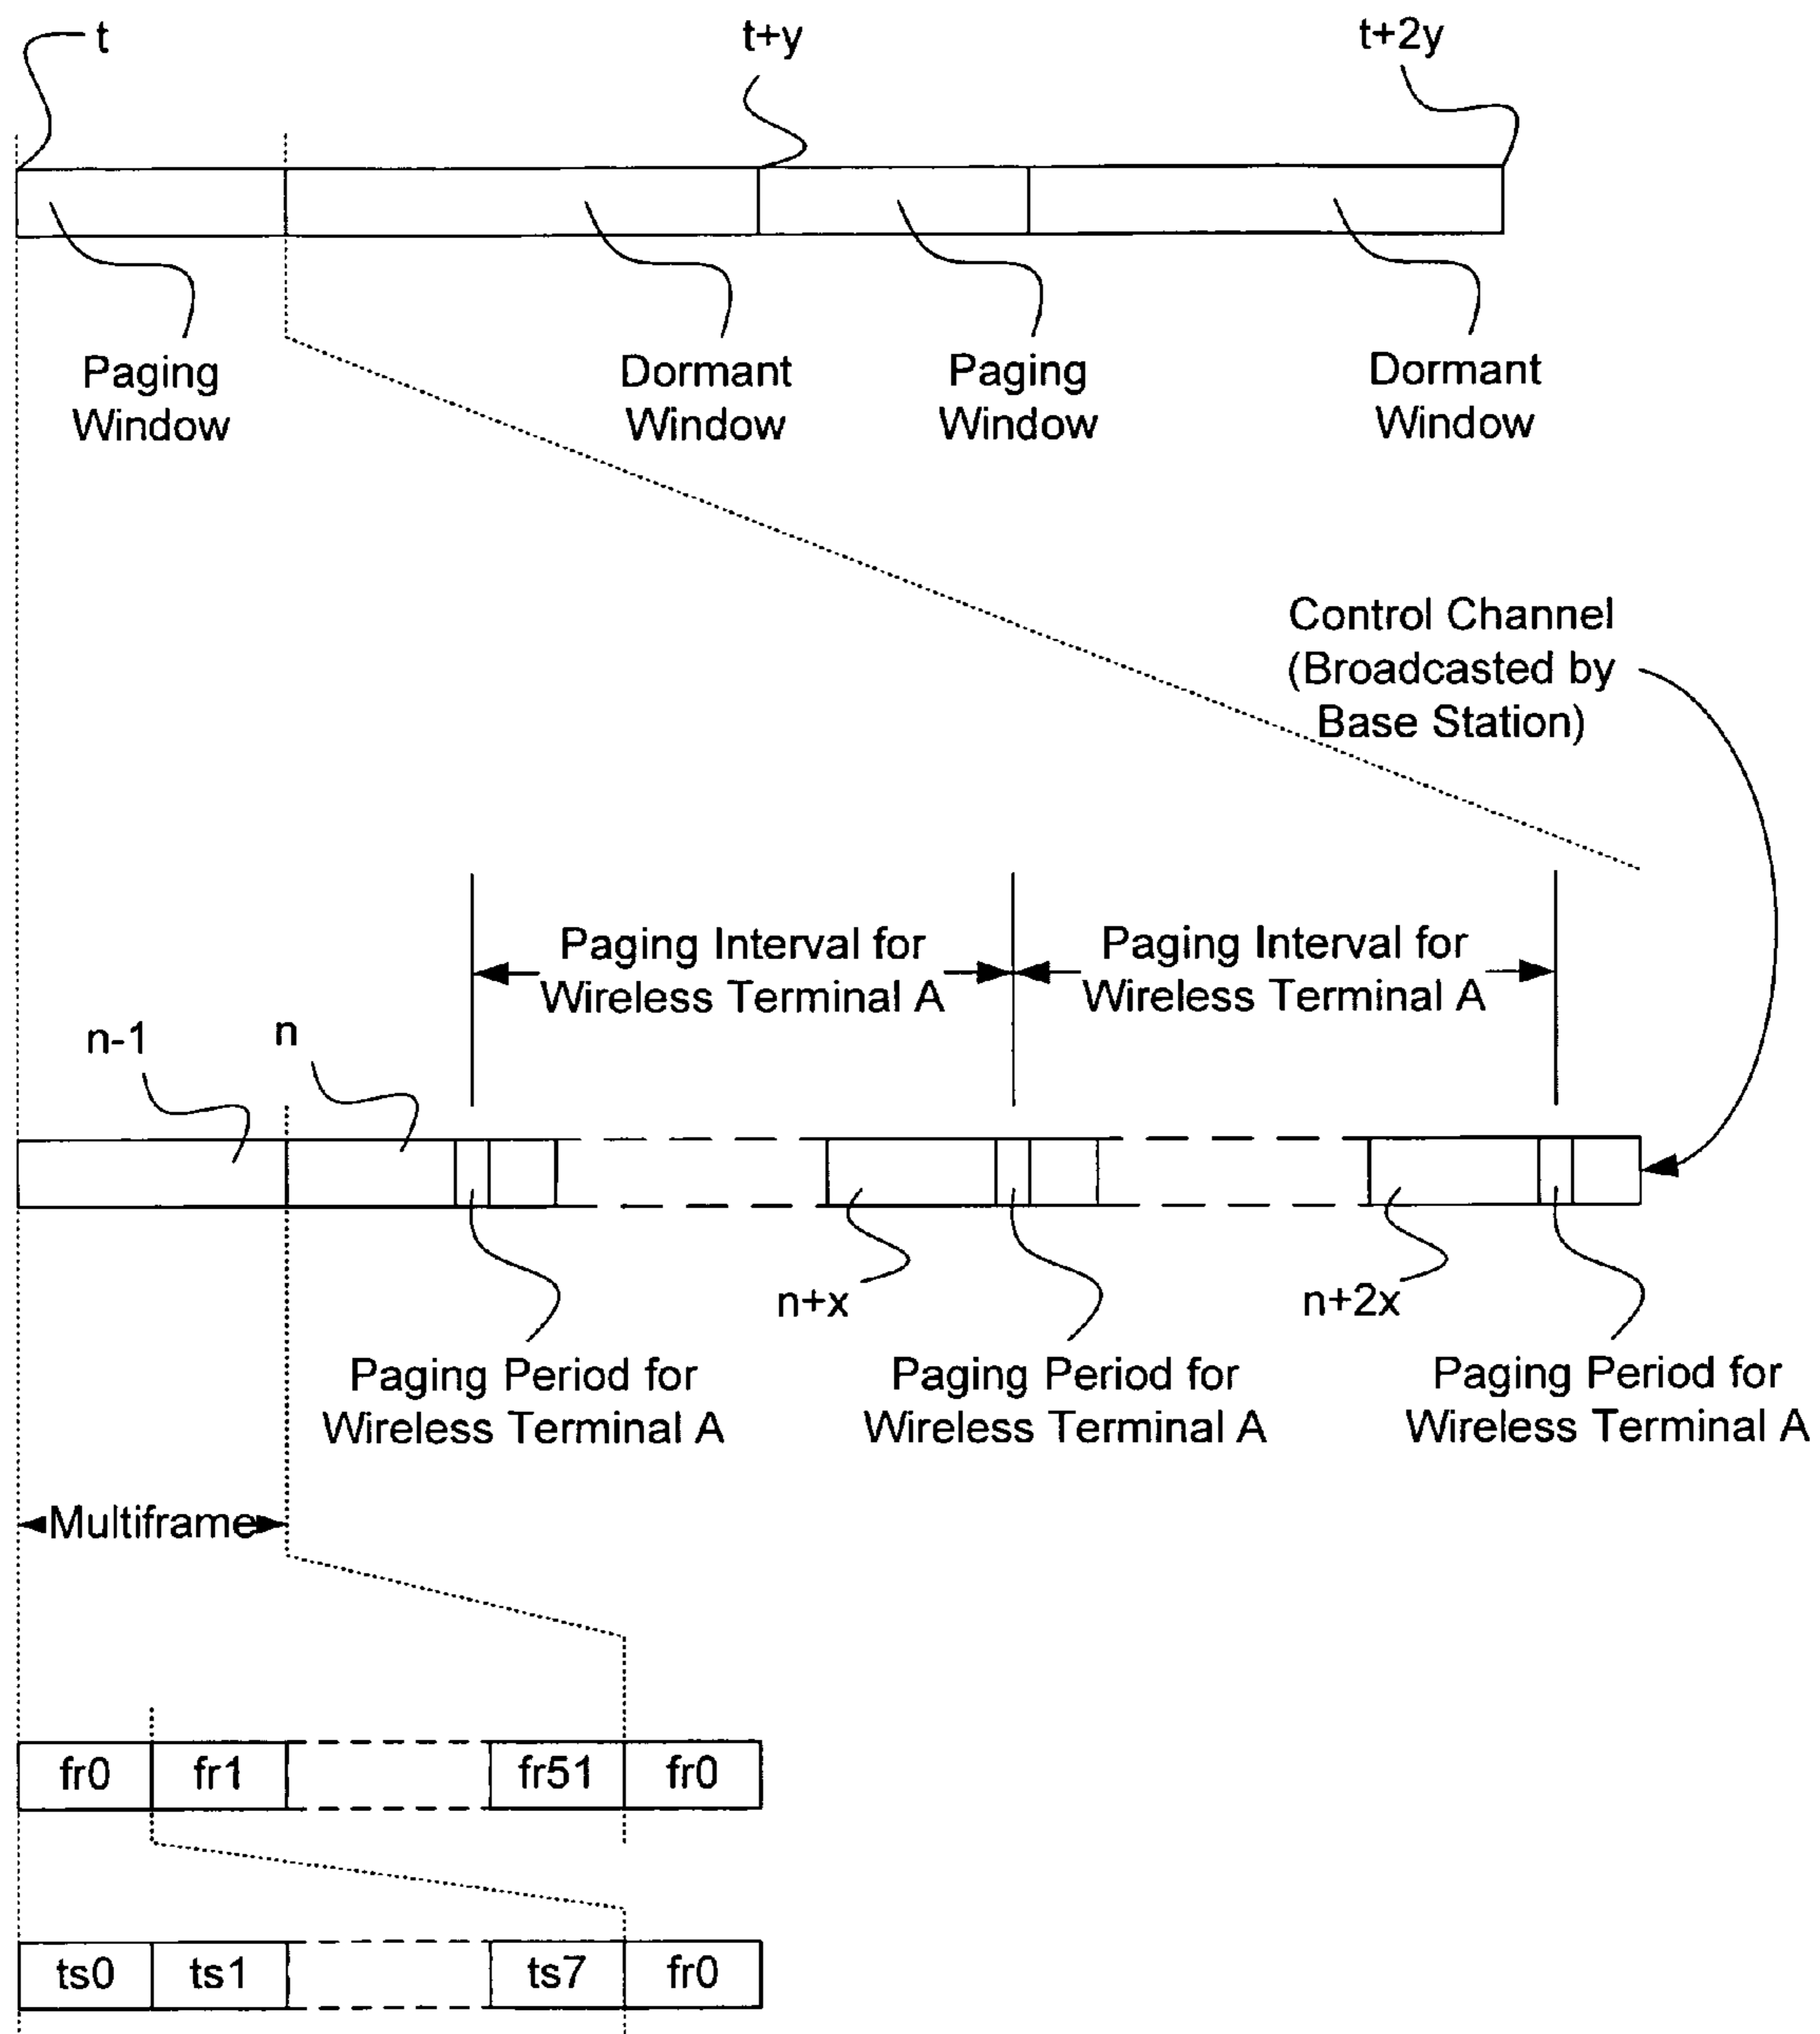 t
t+y
t+2y
Paging
Window
Dormant
Window
Paging
Window
Dormant
Window
Control Channel
(Broadcasted by
Base Station)
Paging Interval for
Wireless Terminal A
Paging Interval for
Wireless Terminal A
n-1
n
n+x
n+2x
Paging Period for
Wireless Terminal A
Paging Period for
Wireless Terminal A
Paging Period for
Wireless Terminal A
Multiframe
fr0 fr1 fr51 fr0
ts0 ts1 ts7 fr0